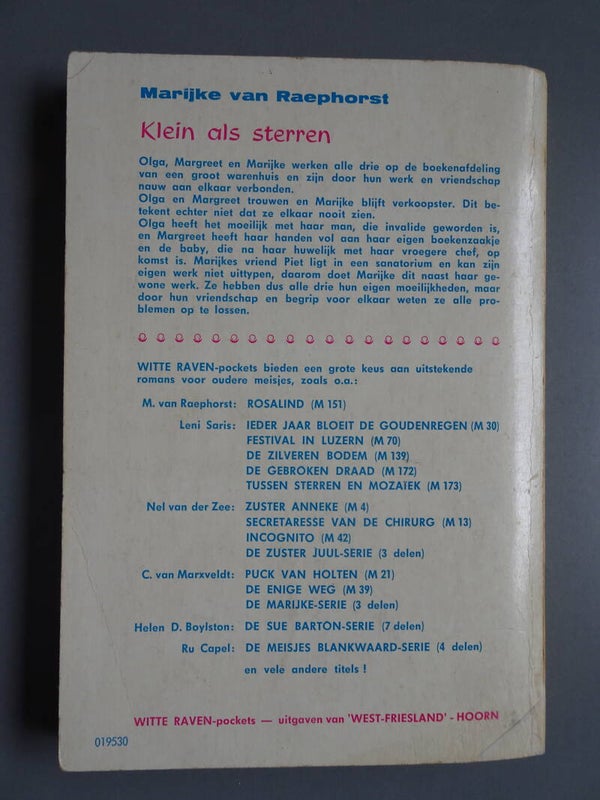 Marijke van Raephorst
Klein als sterren
Olga, Margreet en Marijke werken alle drie op de boekenafdeling
van een groot warenhuis en zijn door hun werk en vriendschap
nauw aan elkaar verbonden.
Olga en Margreet trouwen en Marijke blijft verkoopster. Dit be-
tekent echter niet dat ze elkaar nooit zien.
Olga heeft het moeilijk met haar man, die invalide geworden is,
en Margreet heeft haar handen vol aan haar eigen boekenzaakje
en de baby, die na haar huwelijk met haar vroegere chef, op
komst is. Marijkes vriend Piet ligt in een sanatorium en kan zijn
eigen werk niet uittypen, daarom doet Marijke dit naast haar ge-
wone werk. Ze hebben dus alle drie hun eigen moeilijkheden, maar
door hun vriendschap en begrip voor elkaar weten ze alle pro-
blemen op te lossen.
WITTE RAVEN-pockets bieden een grote keus aan uitstekende
romans voor oudere meisjes, zoals o.a.:
M. van Raephorst: ROSALIND (M 151)
Leni Saris: IEDER JAAR BLOEIT DE GOUDENREGEN (M 30)
FESTIVAL IN LUZERN (M 70)
DE ZILVEREN BODEM (M 139)
DE GEBROKEN DRAAD (M 172)
TUSSEN STERREN EN MOZAÏEK (M 173)
Nel van der Zee: ZUSTER ANNEKE (M 4)
SECRETARESSE VAN DE CHIRURG (M 13)
INCOGNITO (M 42)
DE ZUSTER JUUL-SERIE (3 delen)
C. van Marxveldt: PUCK VAN HOLTEN (M 21)
DE ENIGE WEG (M 39)
DE MARIJKE-SERIE (3 delen)
Helen D. Boylston: DE SUE BARTON-SERIE (7 delen)
Ru Capel: DE MEISJES BLANKWAARD-SERIE (4 delen)
en vele andere titels !
WITTE RAVEN-pockets — uitgaven van 'WEST-FRIESLAND' - HOORN
019530